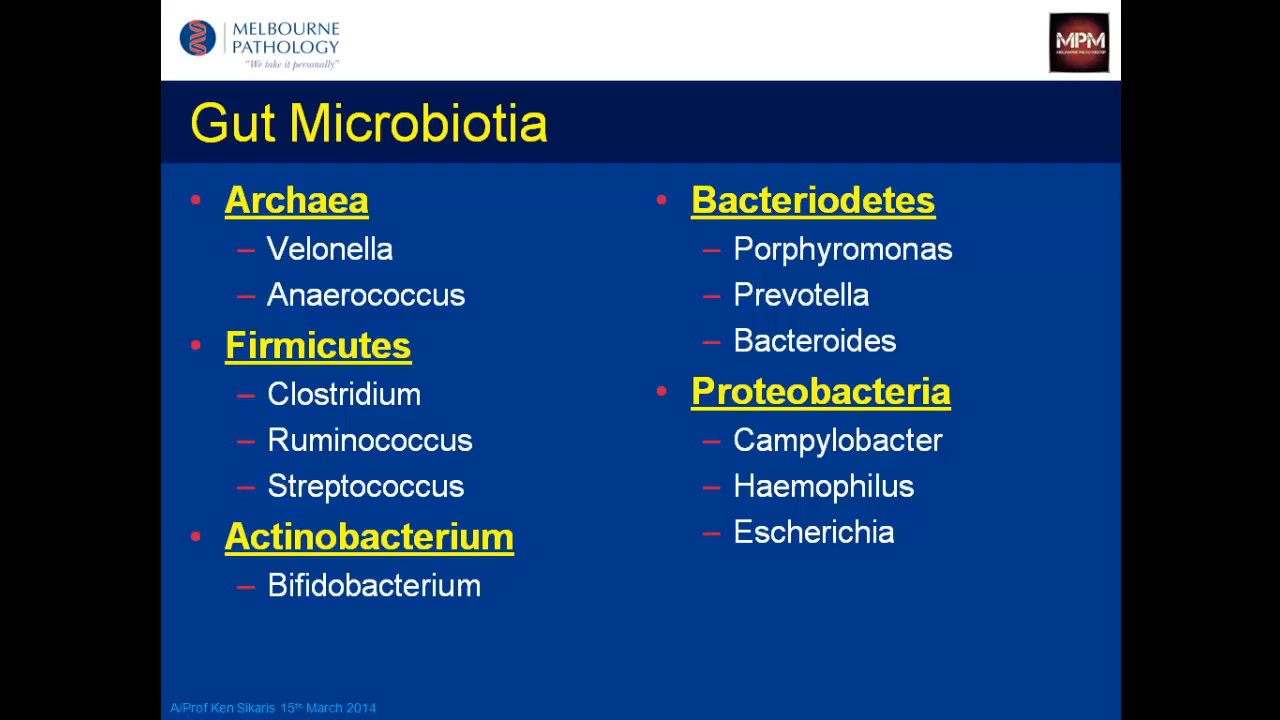 MELBOURNE
PATHOLOGY
"We take it personally"
MPM
Gut Microbiotia
• Archaea
– Velonella
– Anaerococcus
• Firmicutes
– Clostridium
– Ruminococcus
– Streptococcus
• Actinobacterium
– Bifidobacterium
• Bacteriodetes
– Porphyromonas
– Prevotella
– Bacteroides
• Proteobacteria
– Campylobacter
– Haemophilus
– Escherichia
A/Prof Ken Sikaris 15th March 2014